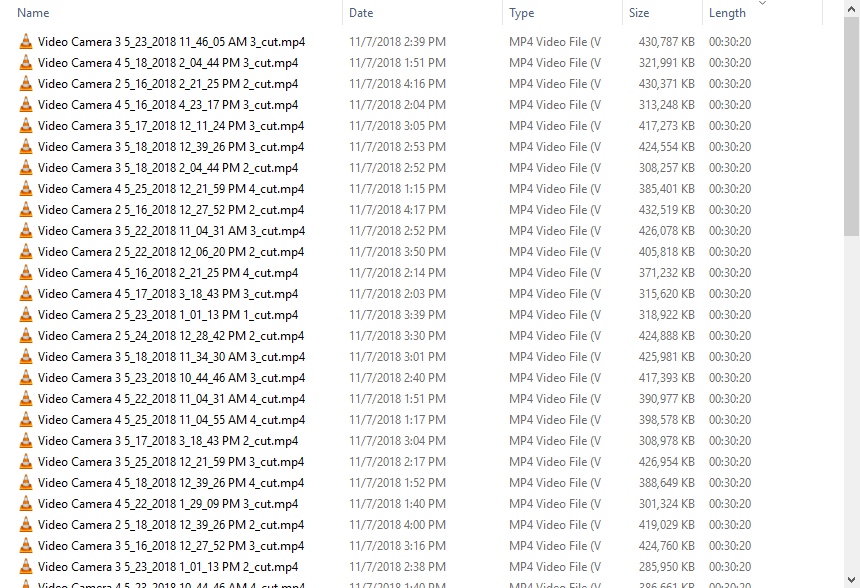 Name Date Type Size Length
Video Camera 3 5_23_2018 11_46_05 AM 3_cut.mp4 11/7/2018 2:39 PM MP4 Video File (V 430,787 KB 00:30:20
Video Camera 4 5_18_2018 2_04_44 PM 3_cut.mp4 11/7/2018 1:51 PM MP4 Video File (V 321,991 KB 00:30:20
Video Camera 2 5_16_2018 2_21_25 PM 2_cut.mp4 11/7/2018 4:16 PM MP4 Video File (V 430,371 KB 00:30:20
Video Camera 4 5_16_2018 4_23_17 PM 3_cut.mp4 11/7/2018 2:04 PM MP4 Video File (V 313,248 KB 00:30:20
Video Camera 3 5_17_2018 12_11_24 PM 3_cut.mp4 11/7/2018 3:05 PM MP4 Video File (V 417,273 KB 00:30:20
Video Camera 3 5_18_2018 12_39_26 PM 3_cut.mp4 11/7/2018 2:53 PM MP4 Video File (V 424,554 KB 00:30:20
Video Camera 3 5_18_2018 2_04_44 PM 2_cut.mp4 11/7/2018 2:52 PM MP4 Video File (V 308,257 KB 00:30:20
Video Camera 4 5_25_2018 12_21_59 PM 4_cut.mp4 11/7/2018 1:15 PM MP4 Video File (V 385,401 KB 00:30:20
Video Camera 2 5_16_2018 12_27_52 PM 2_cut.mp4 11/7/2018 4:17 PM MP4 Video File (V 432,519 KB 00:30:20
Video Camera 3 5_22_2018 11_04_31 AM 3_cut.mp4 11/7/2018 2:52 PM MP4 Video File (V 426,078 KB 00:30:20
Video Camera 2 5_22_2018 12_06_20 PM 2_cut.mp4 11/7/2018 3:50 PM MP4 Video File (V 405,818 KB 00:30:20
Video Camera 4 5_16_2018 2_21_25 PM 4_cut.mp4 11/7/2018 2:14 PM MP4 Video File (V 371,232 KB 00:30:20
Video Camera 4 5_17_2018 3_18_43 PM 3_cut.mp4 11/7/2018 2:03 PM MP4 Video File (V 315,620 KB 00:30:20
Video Camera 2 5_23_2018 1_01_13 PM 1_cut.mp4 11/7/2018 3:39 PM MP4 Video File (V 318,922 KB 00:30:20
Video Camera 2 5_24_2018 12_28_42 PM 2_cut.mp4 11/7/2018 3:30 PM MP4 Video File (V 424,888 KB 00:30:20
Video Camera 3 5_18_2018 11_34_30 AM 3_cut.mp4 11/7/2018 3:01 PM MP4 Video File (V 425,981 KB 00:30:20
Video Camera 3 5_23_2018 10_44_46 AM 3_cut.mp4 11/7/2018 2:40 PM MP4 Video File (V 417,393 KB 00:30:20
Video Camera 4 5_22_2018 11_04_31 AM 4_cut.mp4 11/7/2018 1:51 PM MP4 Video File (V 390,977 KB 00:30:20
Video Camera 4 5_25_2018 11_04_55 AM 4_cut.mp4 11/7/2018 1:17 PM MP4 Video File (V 398,578 KB 00:30:20
Video Camera 3 5_17_2018 3_18_43 PM 2_cut.mp4 11/7/2018 3:04 PM MP4 Video File (V 308,978 KB 00:30:20
Video Camera 3 5_25_2018 12_21_59 PM 3_cut.mp4 11/7/2018 2:17 PM MP4 Video File (V 426,954 KB 00:30:20
Video Camera 4 5_18_2018 12_39_26 PM 4_cut.mp4 11/7/2018 1:52 PM MP4 Video File (V 388,649 KB 00:30:20
Video Camera 4 5_22_2018 1_29_09 PM 3_cut.mp4 11/7/2018 1:40 PM MP4 Video File (V 301,324 KB 00:30:20
Video Camera 2 5_18_2018 12_39_26 PM 2_cut.mp4 11/7/2018 4:00 PM MP4 Video File (V 419,029 KB 00:30:20
Video Camera 3 5_16_2018 12_27_52 PM 3_cut.mp4 11/7/2018 3:16 PM MP4 Video File (V 424,760 KB 00:30:20
Video Camera 3 5_23_2018 1_01_13 PM 2_cut.mp4 11/7/2018 2:38 PM MP4 Video File (V 285,950 KB 00:30:20
Video Camera 4 5_23_2018 10_44_46 AM 4_cut.mp4 11/7/2018 1:40 PM MP4 Video File (V 386,661 KB 00:30:20